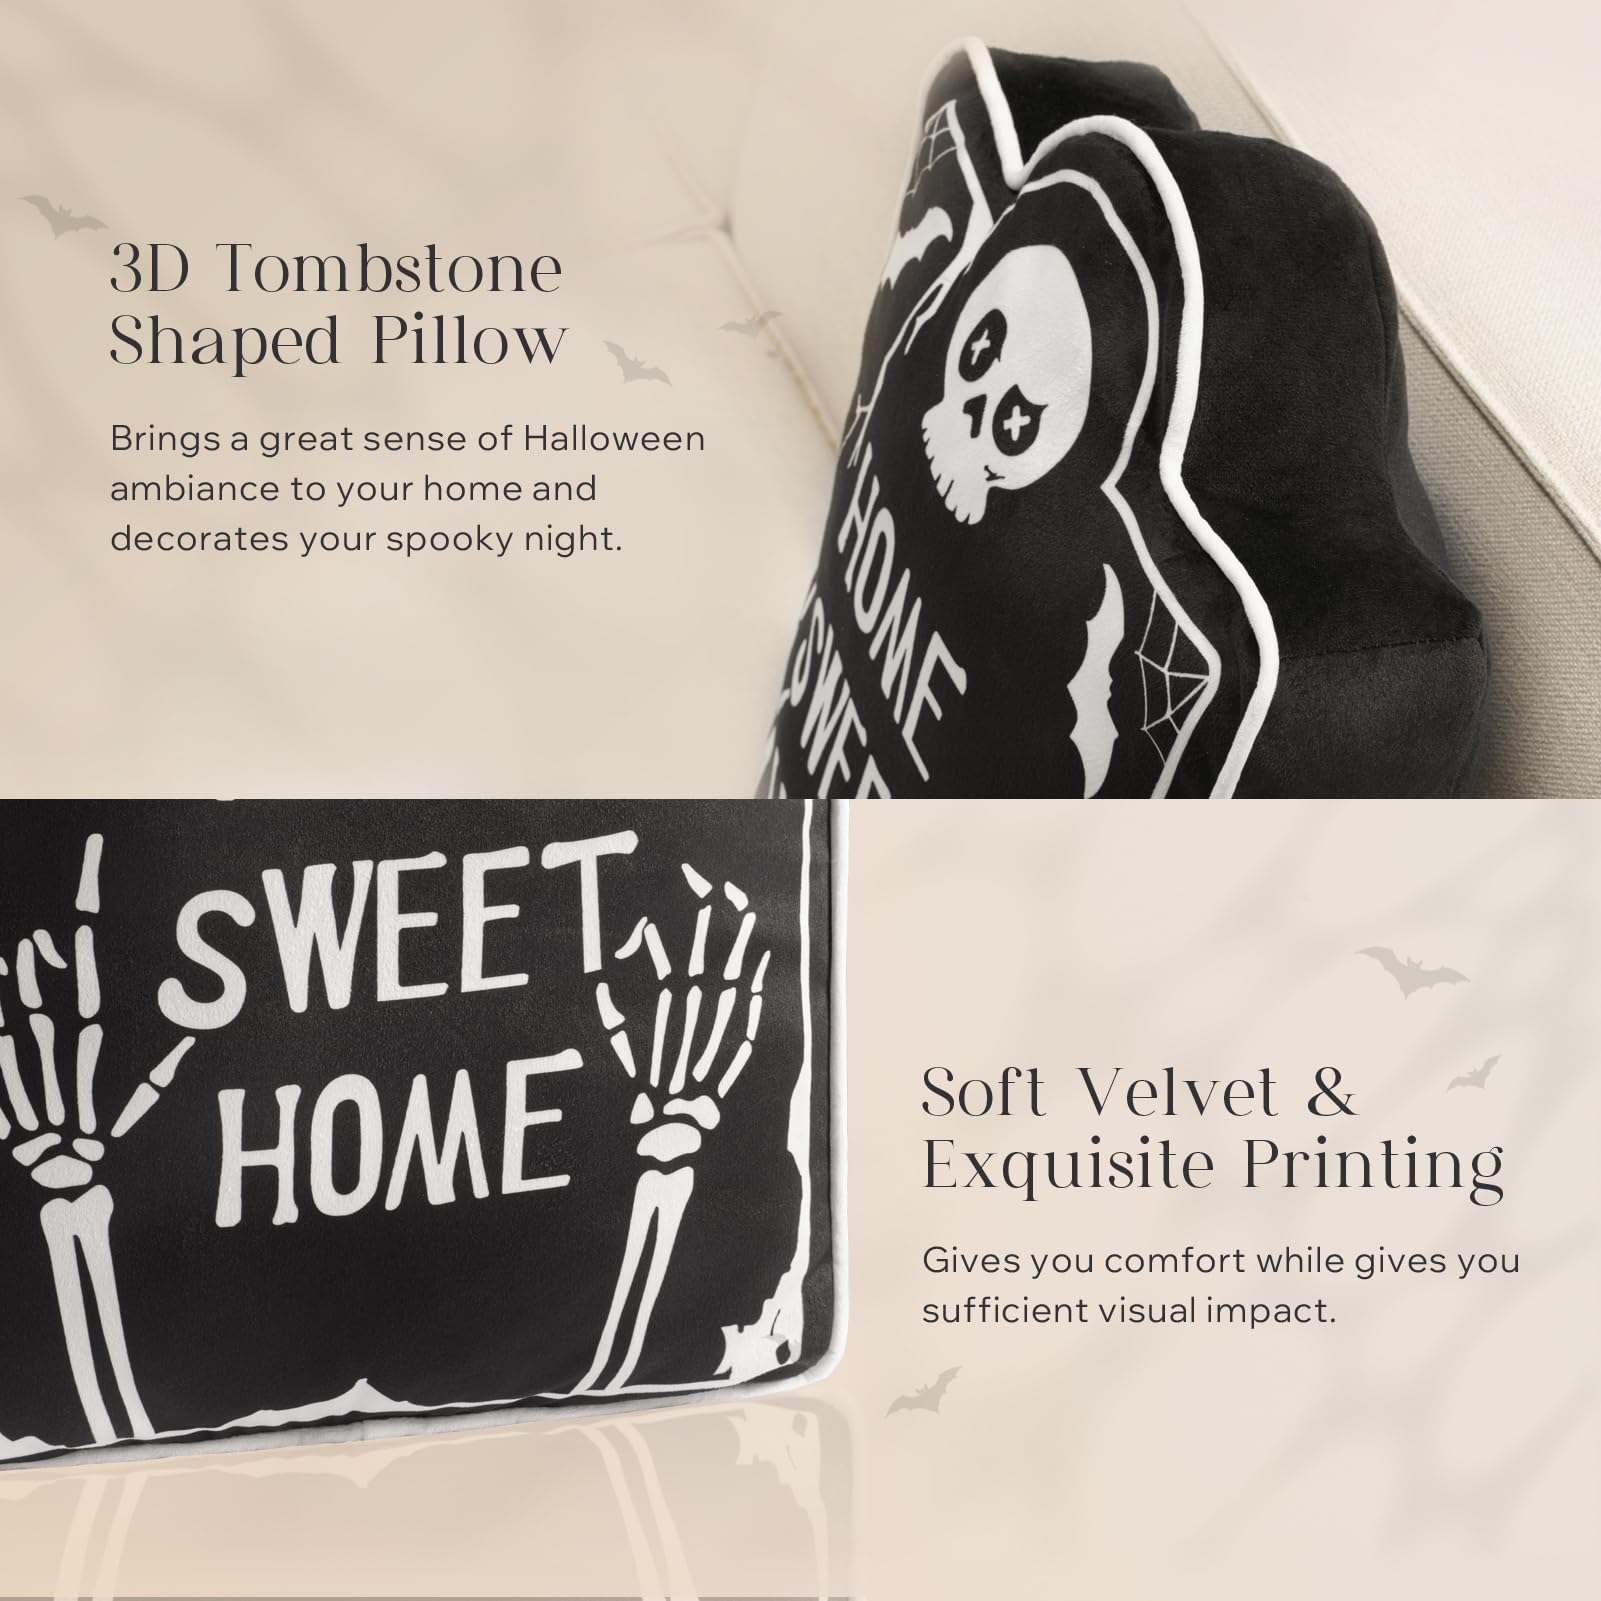 3D Tombstone
Shaped Pillow
Brings a great sense of Halloween
ambiance to your home and
decorates your spooky night.
HOME
SWEE
SWEET
HOME
Soft Velvet &
Exquisite Printing
Gives you comfort while gives you
sufficient visual impact.